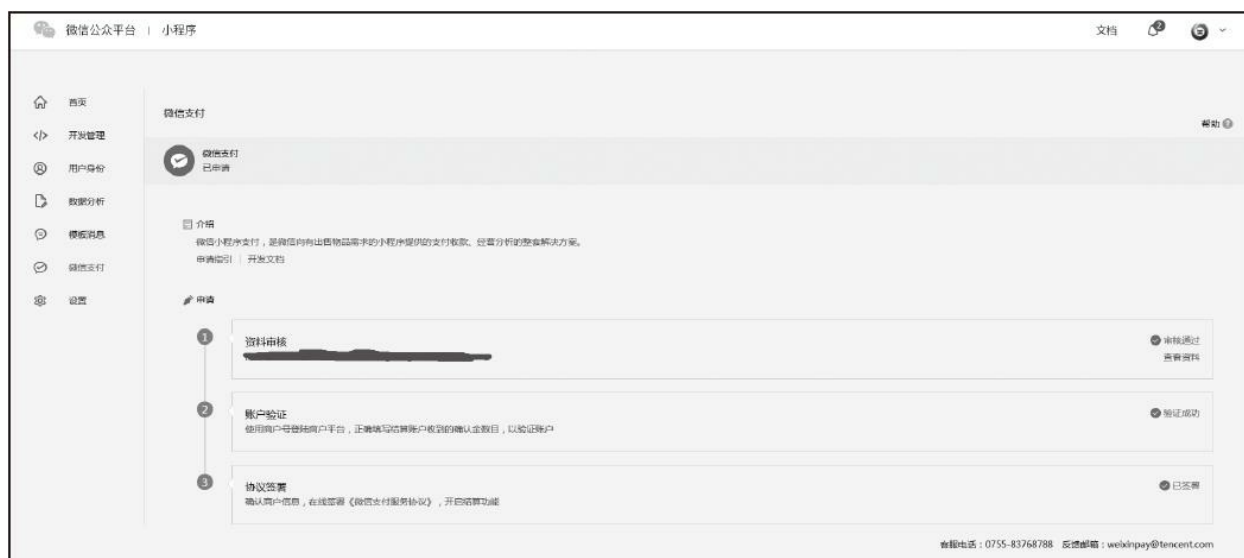 微信公众平台 | 小程序
文档
2
首页
开发管理
用户身份
数据分析
模板消息
微信支付
设置
微信支付
帮助
微信支付
已申请
介绍
微信小程序支付，是微信向有出售物品需求的小程序提供的支付收款、经营分析的整套解决方案。
申请指引 | 开发文档
申请
1
资料审核
审核通过
查看资料
2
账户验证
使用商户号登陆商户平台，正确填写结算账户收到的确认金数目，以验证账户
验证成功
3
协议签署
确认商户信息，在线签署《微信支付服务协议》，开启结算功能
已签署
客服电话：0755-83768788 反馈邮箱：weixinpay@tencent.com